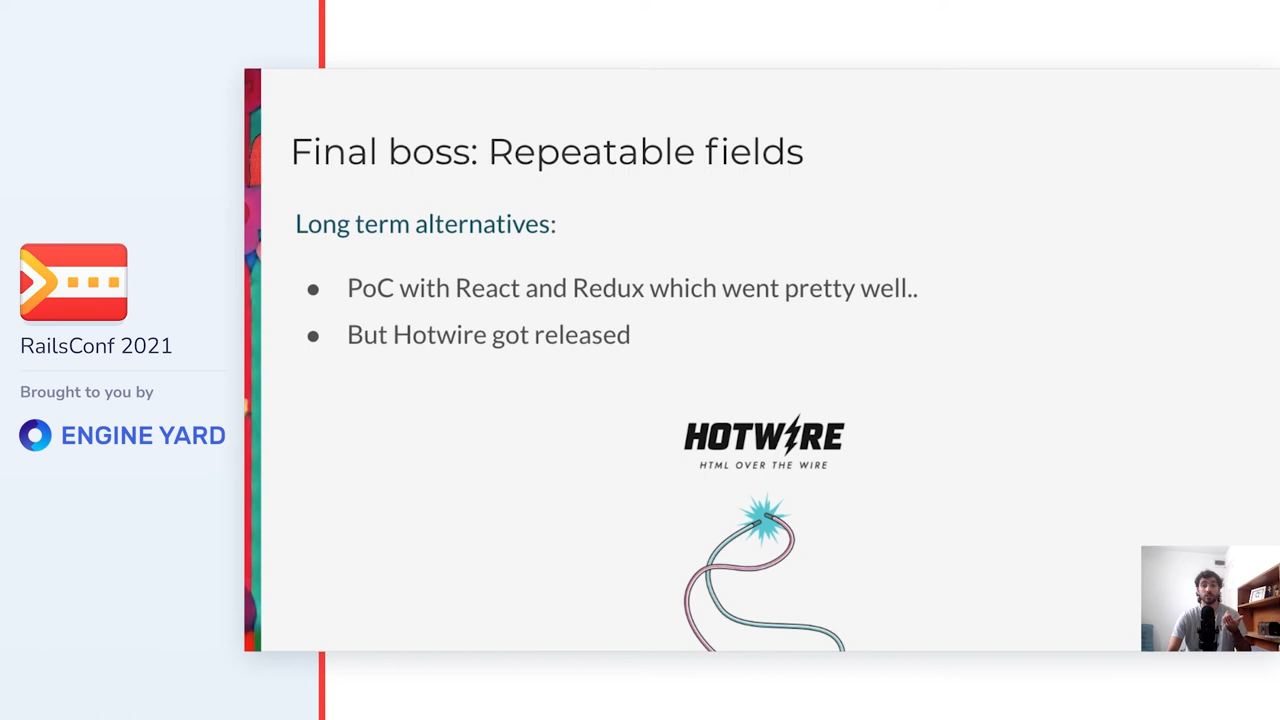 RailsConf 2021
Brought to you by
ENGINE YARD
Final boss: Repeatable fields
Long term alternatives:
● PoC with React and Redux which went pretty well..
● But Hotwire got released
HOTWIRE
HTML OVER THE WIRE